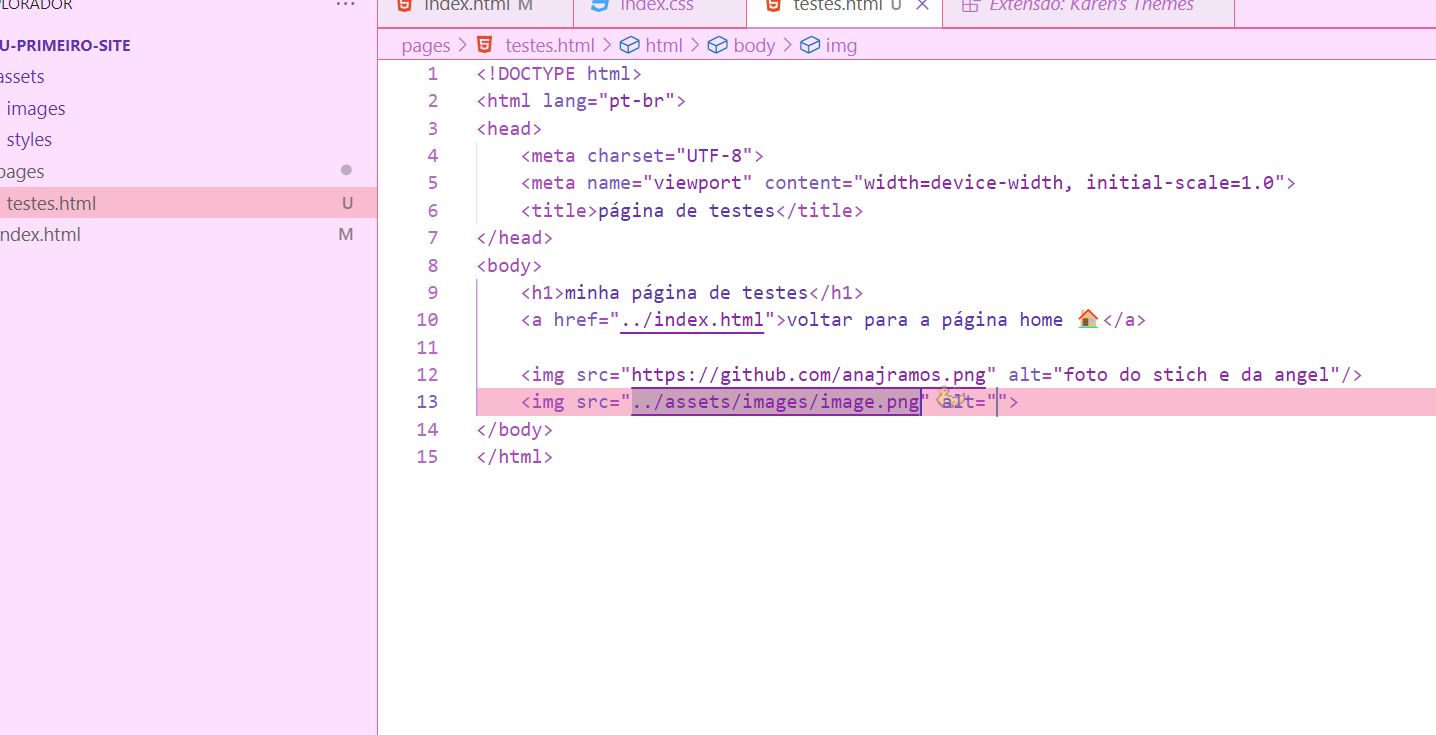 PLORADOR ...
index.html M
index.css
testes.html U
Extensão: Karen's Themes
U-PRIMEIRO-SITE
assets
images
styles
pages
testes.html U
index.html M
pages > testes.html > html > body > img
1 <!DOCTYPE html>
2 <html lang="pt-br">
3 <head>
4 <meta charset="UTF-8">
5 <meta name="viewport" content="width=device-width, initial-scale=1.0">
6 <title>página de testes</title>
7 </head>
8 <body>
9 <h1>minha página de testes</h1>
10 <a href="../index.html">voltar para a página home 🏠</a>
11
12 <img src="https://github.com/anajramos.png" alt="foto do stich e da angel"/>
13 <img src="../assets/images/image.png" alt="">
14 </body>
15 </html>